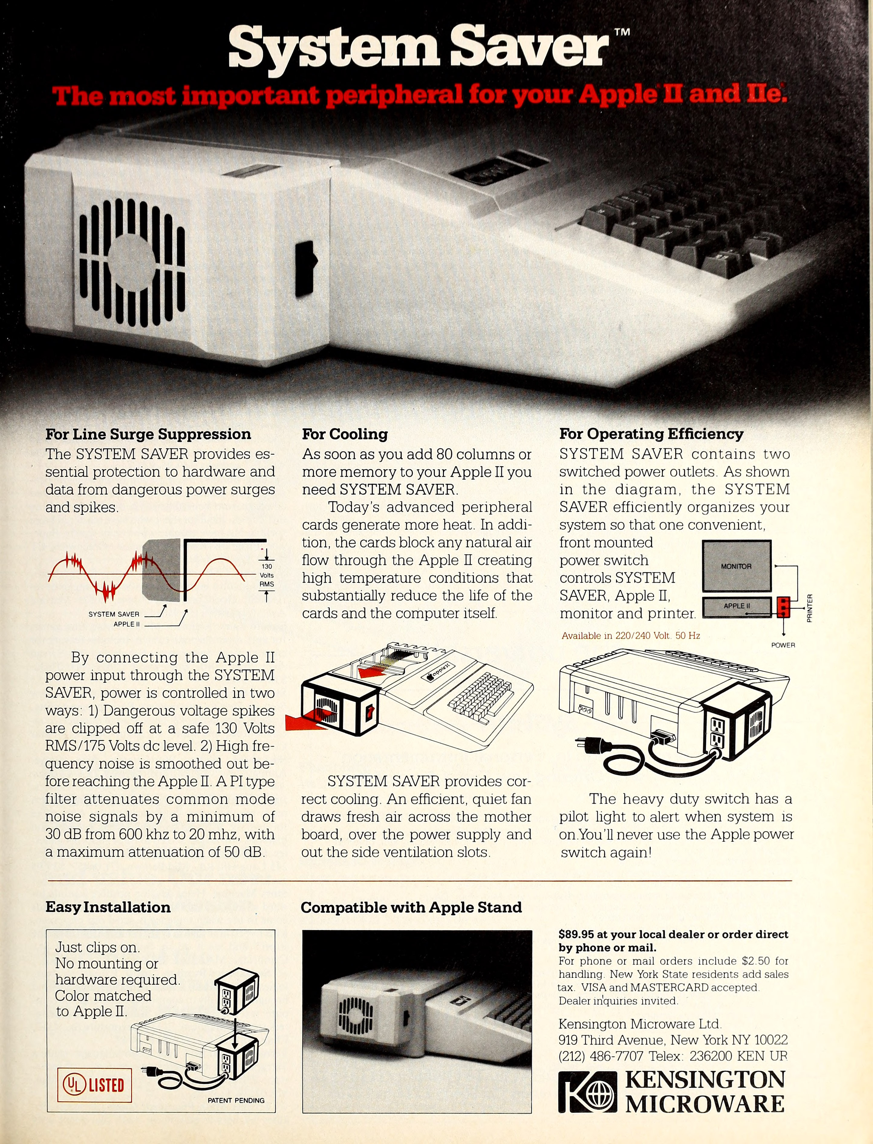 System Saver™
The most important peripheral for your Apple® II and IIe.
For Line Surge Suppression
The SYSTEM SAVER provides es-
sential protection to hardware and
data from dangerous power surges
and spikes.
130
Volts
RMS
SYSTEM SAVER
APPLE II
By connecting the Apple II
power input through the SYSTEM
SAVER, power is controlled in two
ways: 1) Dangerous voltage spikes
are clipped off at a safe 130 Volts
RMS/175 Volts dc level. 2) High fre-
quency noise is smoothed out be-
fore reaching the Apple II. A PI type
filter attenuates common mode
noise signals by a minimum of
30 dB from 600 khz to 20 mhz, with
a maximum attenuation of 50 dB.
For Cooling
As soon as you add 80 columns or
more memory to your Apple II you
need SYSTEM SAVER.
Today's advanced peripheral
cards generate more heat. In addi-
tion, the cards block any natural air
flow through the Apple II creating
high temperature conditions that
substantially reduce the life of the
cards and the computer itself.
SYSTEM SAVER provides cor-
rect cooling. An efficient, quiet fan
draws fresh air across the mother
board, over the power supply and
out the side ventilation slots.
For Operating Efficiency
SYSTEM SAVER contains two
switched power outlets. As shown
in the diagram, the SYSTEM
SAVER efficiently organizes your
system so that one convenient,
front mounted
power switch
controls SYSTEM
SAVER, Apple II,
monitor and printer.
MONITOR
APPLE II
PRINTER
POWER
Available in 220/240 Volt. 50 Hz
The heavy duty switch has a
pilot light to alert when system is
on.You'll never use the Apple power
switch again!
Easy Installation
Just clips on.
No mounting or
hardware required.
Color matched
to Apple II.
UL LISTED
PATENT PENDING
Compatible with Apple Stand
$89.95 at your local dealer or order direct
by phone or mail.
For phone or mail orders include $2.50 for
handling. New York State residents add sales
tax. VISA and MASTERCARD accepted.
Dealer inquiries invited.
Kensington Microware Ltd.
919 Third Avenue, New York NY 10022
(212) 486-7707 Telex: 236200 KEN UR
KENSINGTON
MICROWARE